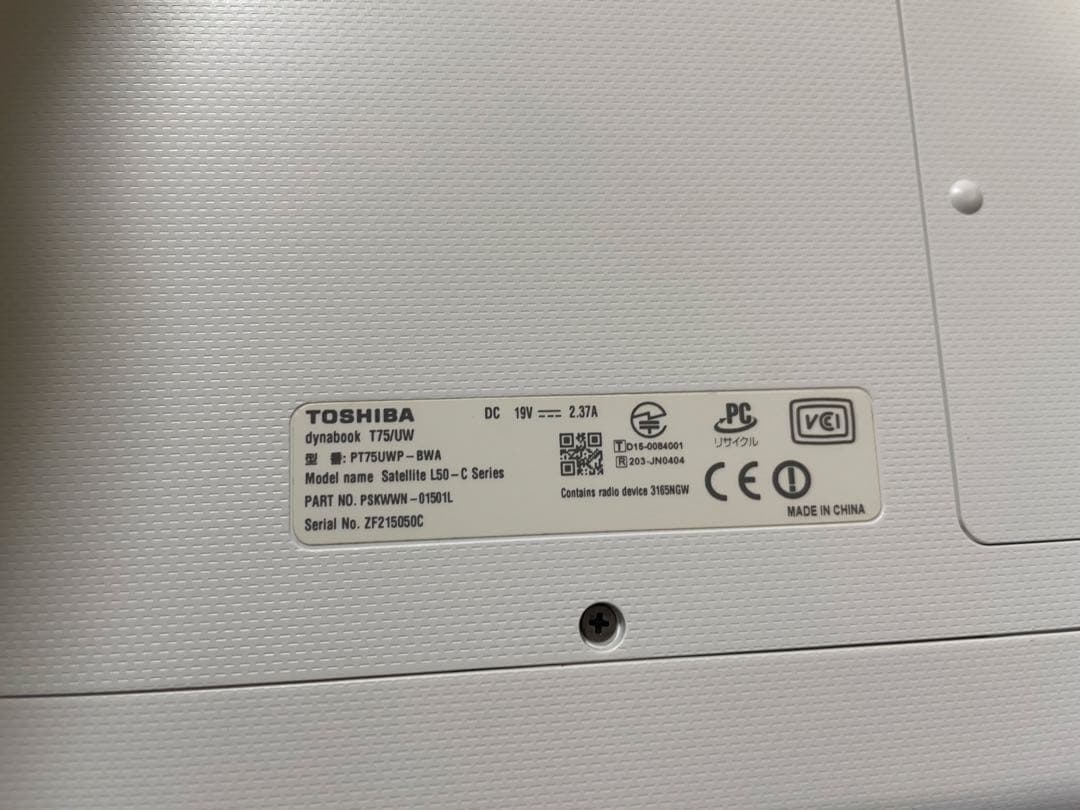 TOSHIBA DC 19V 2.37A
dynabook T75/UW
型 番: PT75UWP-BWA
Model name Satellite L50-C Series
PART NO. PSKWWN-01501L
Serial No. ZF215050C
T D15-0084001
R 203-JN0404
Contains radio device 3165NGW
PC
リサイクル
VCCI
CE
MADE IN CHINA